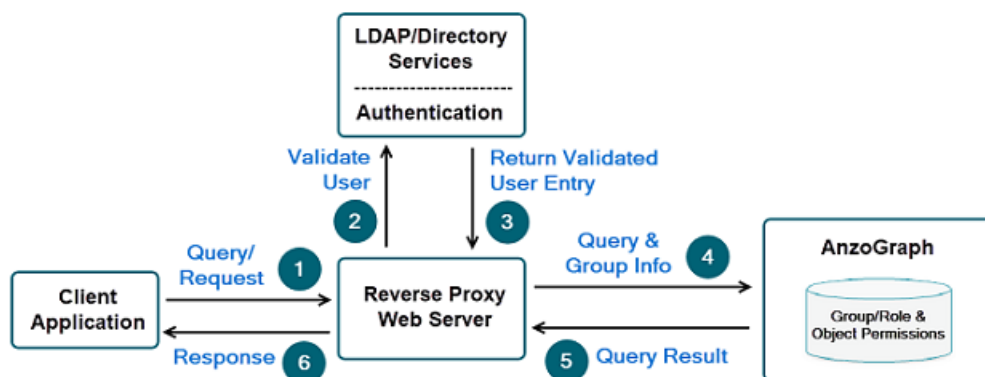 LDAP/Directory
Services
Authentication
Validate
User
2
Return Validated
User Entry
3
Query/
Request
1
Query &
Group Info
4
AnzoGraph
Client
Application
Reverse Proxy
Web Server
Group/Role &
Object Permissions
Response
6
5
Query Result